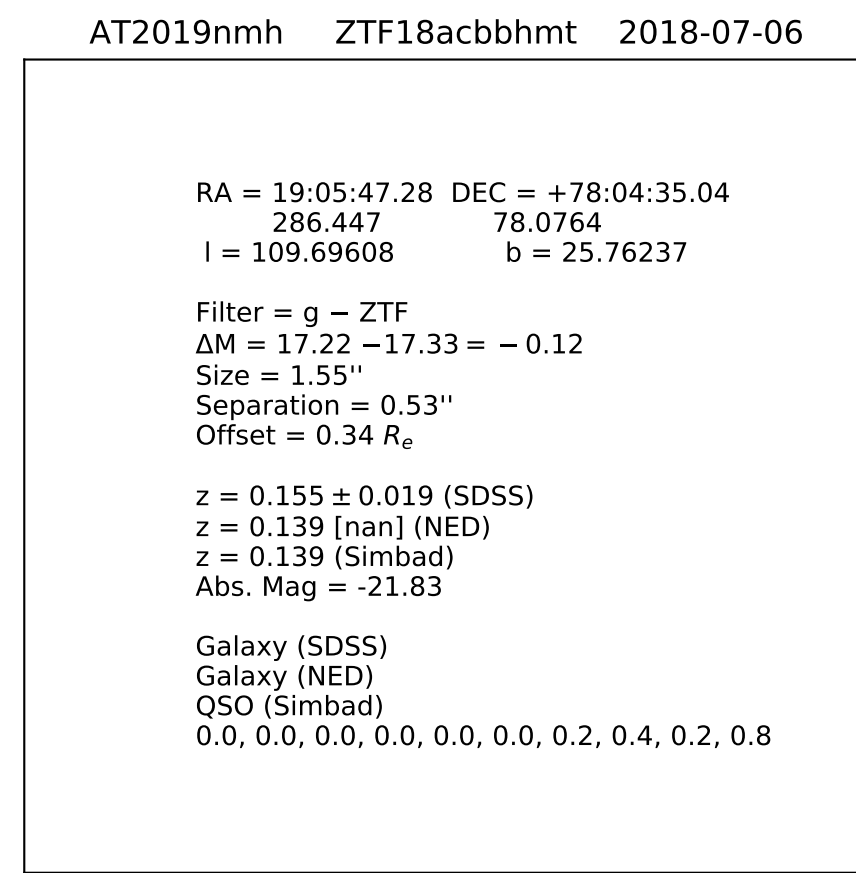 AT2019nmh ZTF18acbbhmt 2018-07-06
RA = 19:05:47.28 DEC = +78:04:35.04
286.447 78.0764
l = 109.69608 b = 25.76237
Filter = g − ZTF
ΔM = 17.22 −17.33 = − 0.12
Size = 1.55''
Separation = 0.53''
Offset = 0.34 Rₑ
z = 0.155 ± 0.019 (SDSS)
z = 0.139 [nan] (NED)
z = 0.139 (Simbad)
Abs. Mag = -21.83
Galaxy (SDSS)
Galaxy (NED)
QSO (Simbad)
0.0, 0.0, 0.0, 0.0, 0.0, 0.0, 0.2, 0.4, 0.2, 0.8